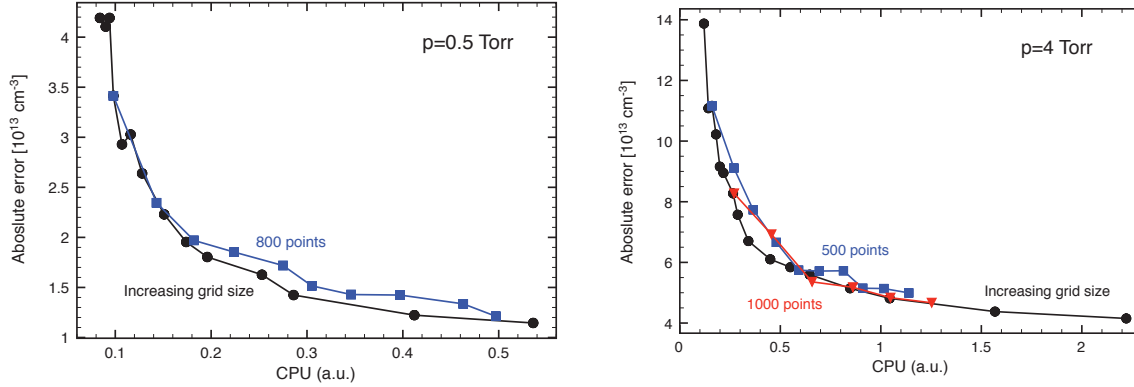 p=0.5 Torr
Aboslute error [10¹³ cm⁻³]
4
3.5
3
2.5
2
1.5
1
800 points
Increasing grid size
0.1
0.2
0.3
0.4
0.5
CPU (a.u.)
p=4 Torr
Aboslute error [10¹³ cm⁻³]
14
12
10
8
6
4
500 points
Increasing grid size
1000 points
0
0.5
1
1.5
2
CPU (a.u.)